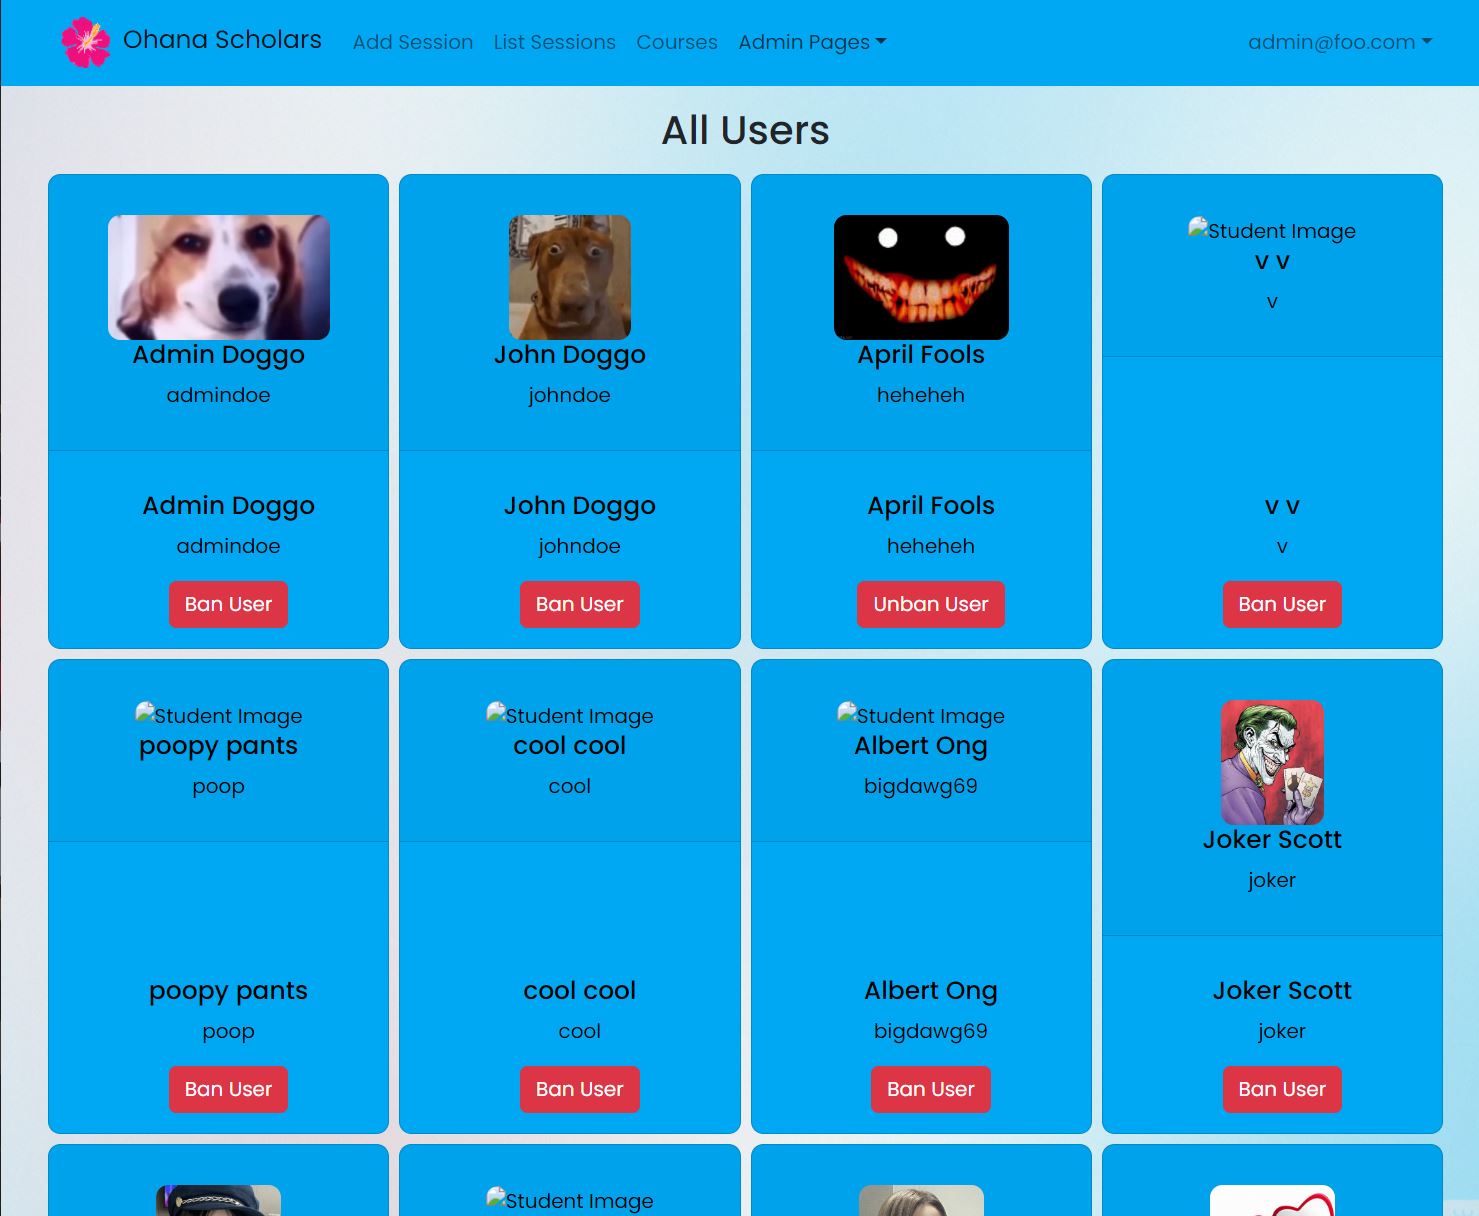 Ohana Scholars Add Session List Sessions Courses Admin Pages admin@foo.com
All Users
Admin Doggo
admindoe
Admin Doggo
admindoe
Ban User
John Doggo
johndoe
John Doggo
johndoe
Ban User
April Fools
heheheh
April Fools
heheheh
Unban User
Student Image
v v
v
v v
v
Ban User
Student Image
poopy pants
poop
poopy pants
poop
Ban User
Student Image
cool cool
cool
cool cool
cool
Ban User
Student Image
Albert Ong
bigdawg69
Albert Ong
bigdawg69
Ban User
Joker Scott
joker
Joker Scott
joker
Ban User
Student Image